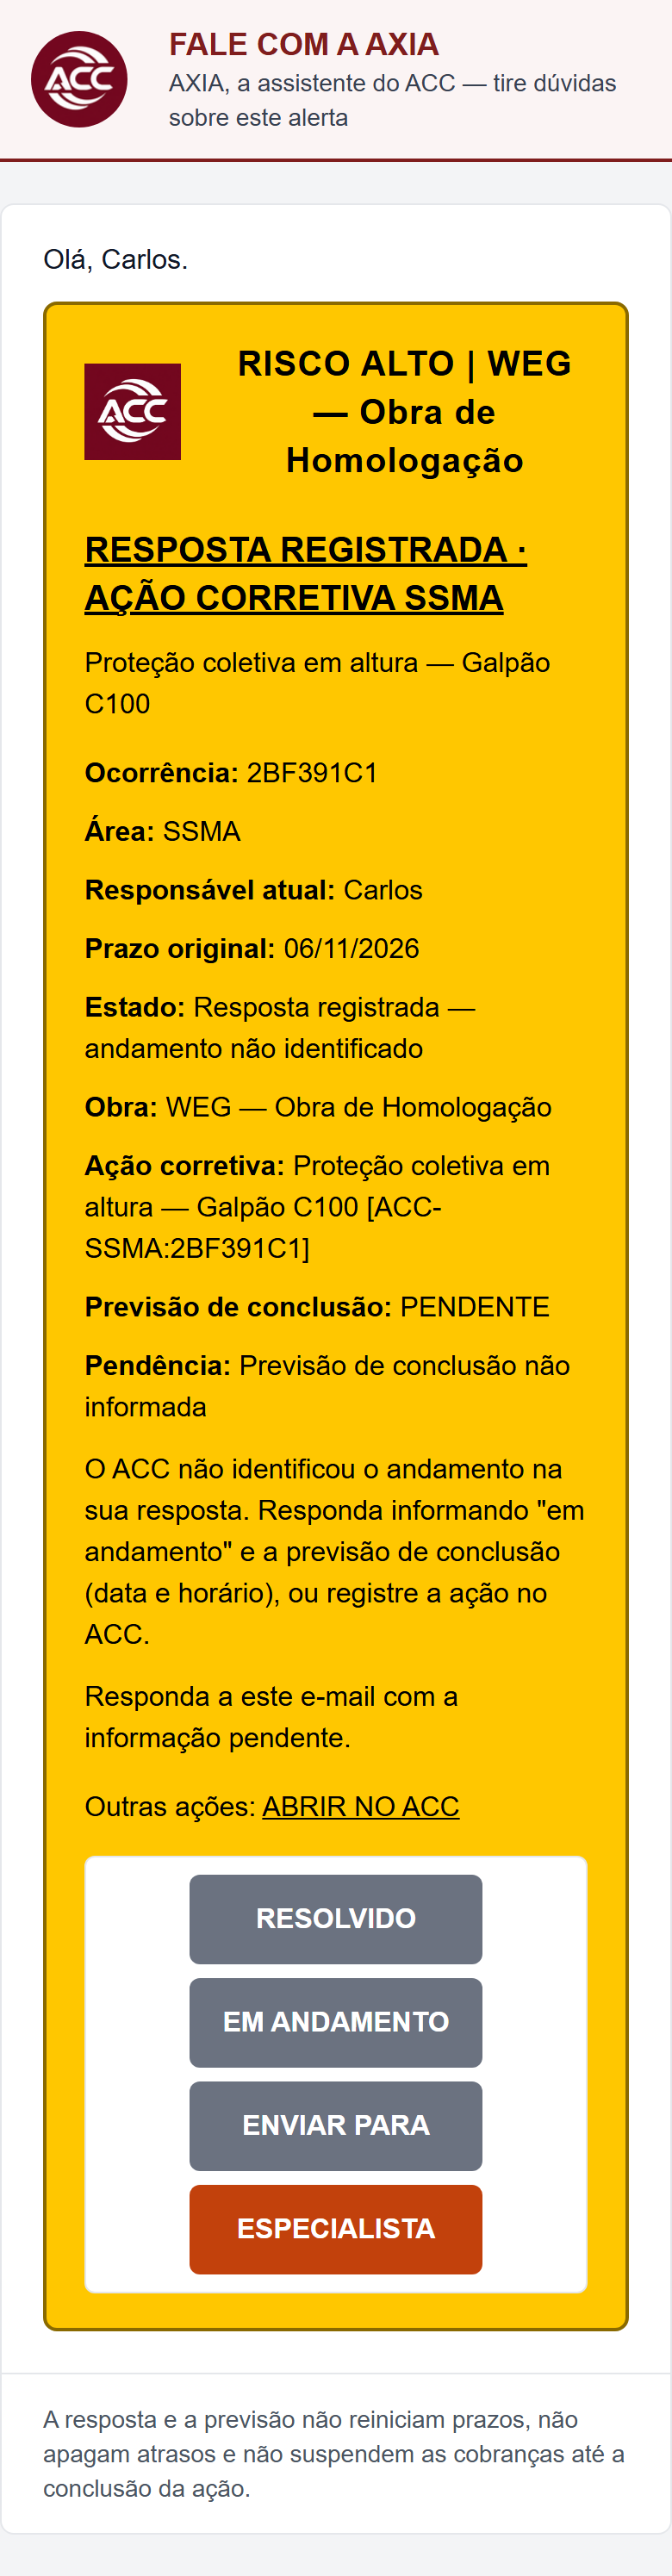 ACC
FALE COM A AXIA
AXIA, a assistente do ACC — tire dúvidas
sobre este alerta
Olá, Carlos.
ACC
RISCO ALTO | WEG
— Obra de
Homologação
RESPOSTA REGISTRADA ·
AÇÃO CORRETIVA SSMA
Proteção coletiva em altura — Galpão
C100
Ocorrência: 2BF391C1
Área: SSMA
Responsável atual: Carlos
Prazo original: 06/11/2026
Estado: Resposta registrada —
andamento não identificado
Obra: WEG — Obra de Homologação
Ação corretiva: Proteção coletiva em
altura — Galpão C100 [ACC-
SSMA:2BF391C1]
Previsão de conclusão: PENDENTE
Pendência: Previsão de conclusão não
informada
O ACC não identificou o andamento na
sua resposta. Responda informando "em
andamento" e a previsão de conclusão
(data e horário), ou registre a ação no
ACC.
Responda a este e-mail com a
informação pendente.
Outras ações: ABRIR NO ACC
RESOLVIDO
EM ANDAMENTO
ENVIAR PARA
ESPECIALISTA
A resposta e a previsão não reiniciam prazos, não
apagam atrasos e não suspendem as cobranças até a
conclusão da ação.